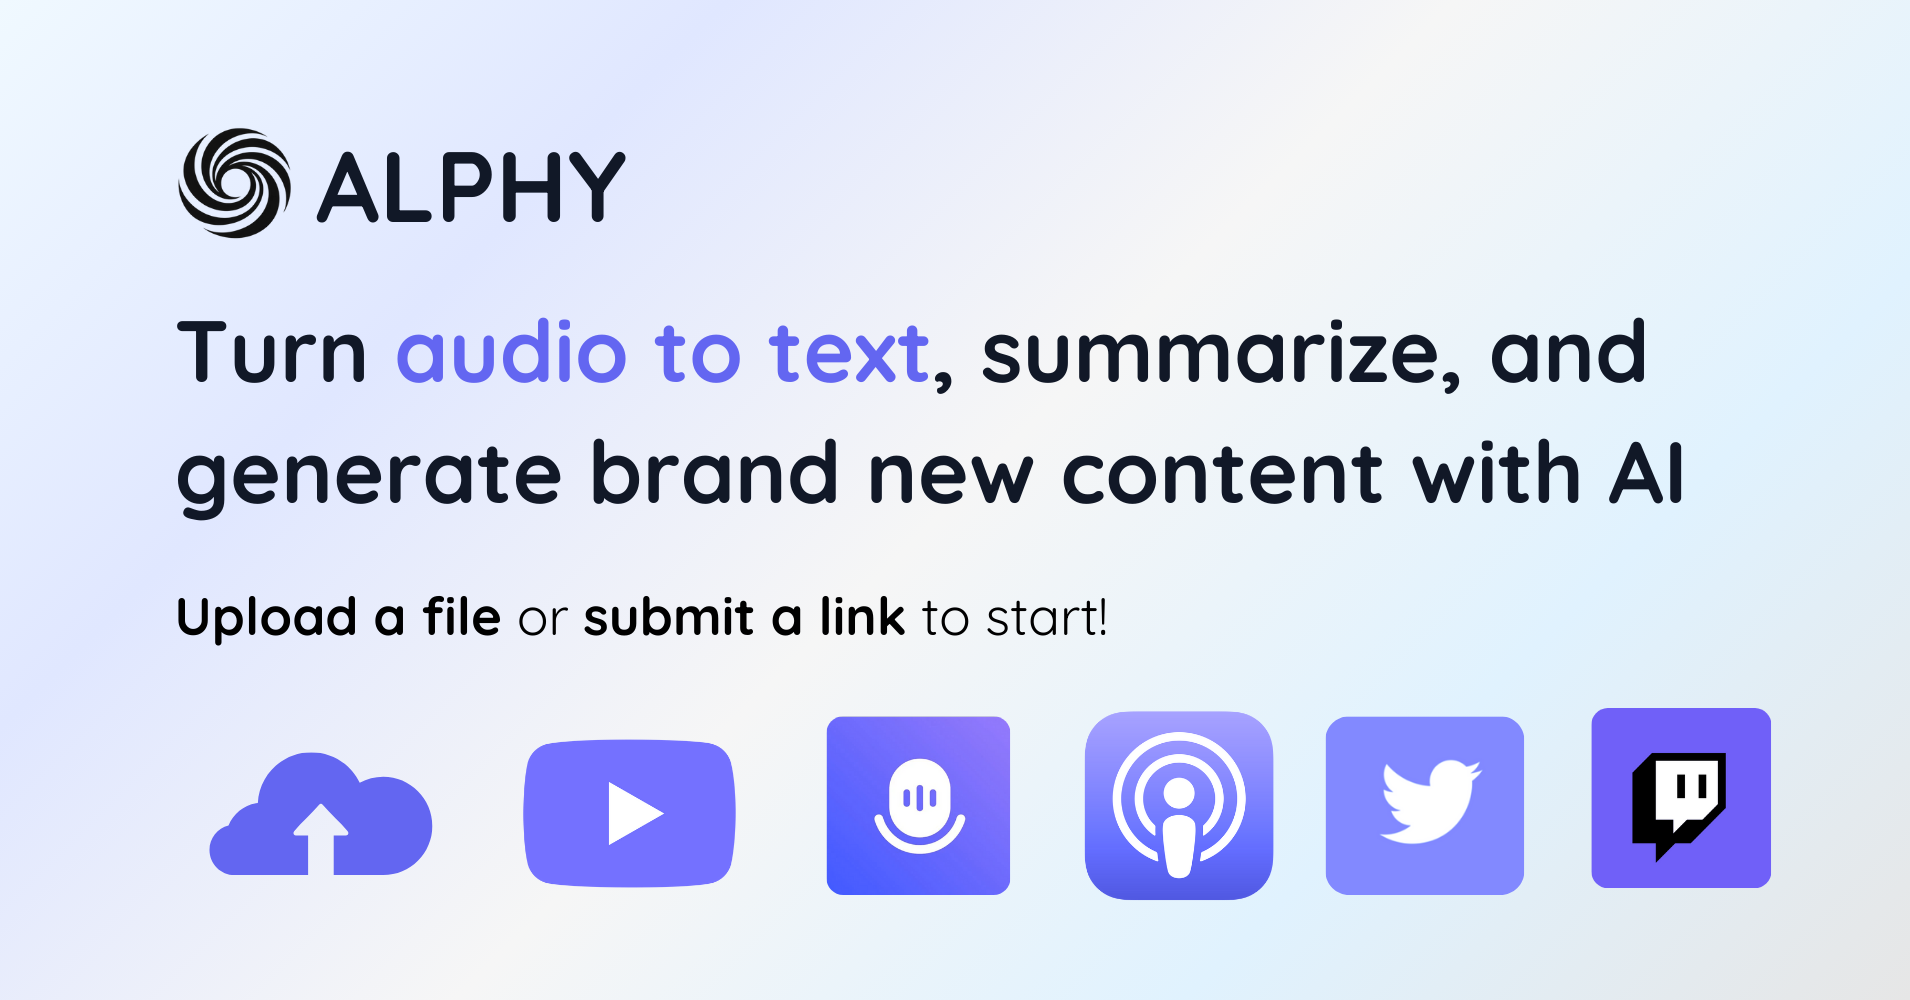 ALPHY
Turn audio to text, summarize, and
generate brand new content with AI
Upload a file or submit a link to start!